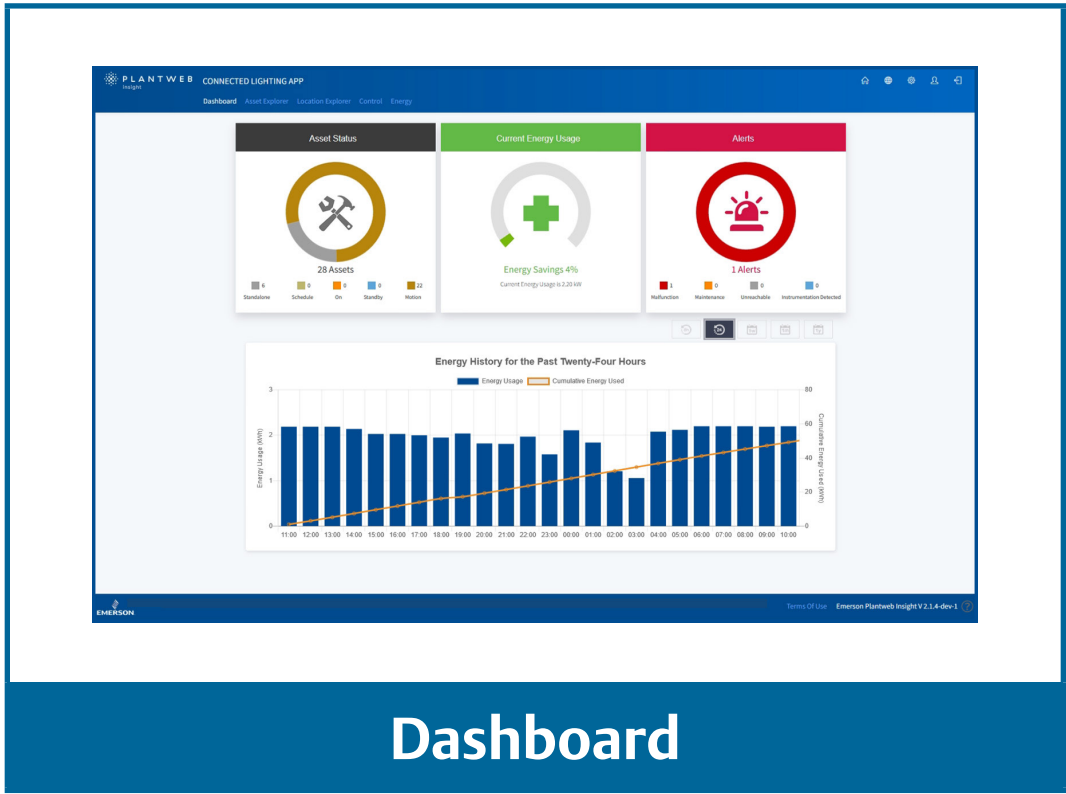 PLANTWEB
Insight
CONNECTED LIGHTING APP
Dashboard Asset Explorer Location Explorer Control Energy
Asset Status
28 Assets
6 0 0 0 22
Standalone Schedule On Standby Motion
Current Energy Usage
Energy Savings 4%
Current Energy Usage is 2.20 kW
Alerts
1 Alerts
1 0 0 0
Malfunction Maintenance Unreachable Instrumentation Detected
24
Energy History for the Past Twenty-Four Hours
Energy Usage Cumulative Energy Used
Energy Usage (kWh)
3
2
1
0
80
60
40
20
0
Cumulative Energy Used (kWh)
11:00 12:00 13:00 14:00 15:00 16:00 17:00 18:00 19:00 20:00 21:00 22:00 23:00 00:00 01:00 02:00 03:00 04:00 05:00 06:00 07:00 08:00 09:00 10:00
EMERSON
Terms Of Use Emerson Plantweb Insight V 2.1.4-dev-1 ?
Dashboard